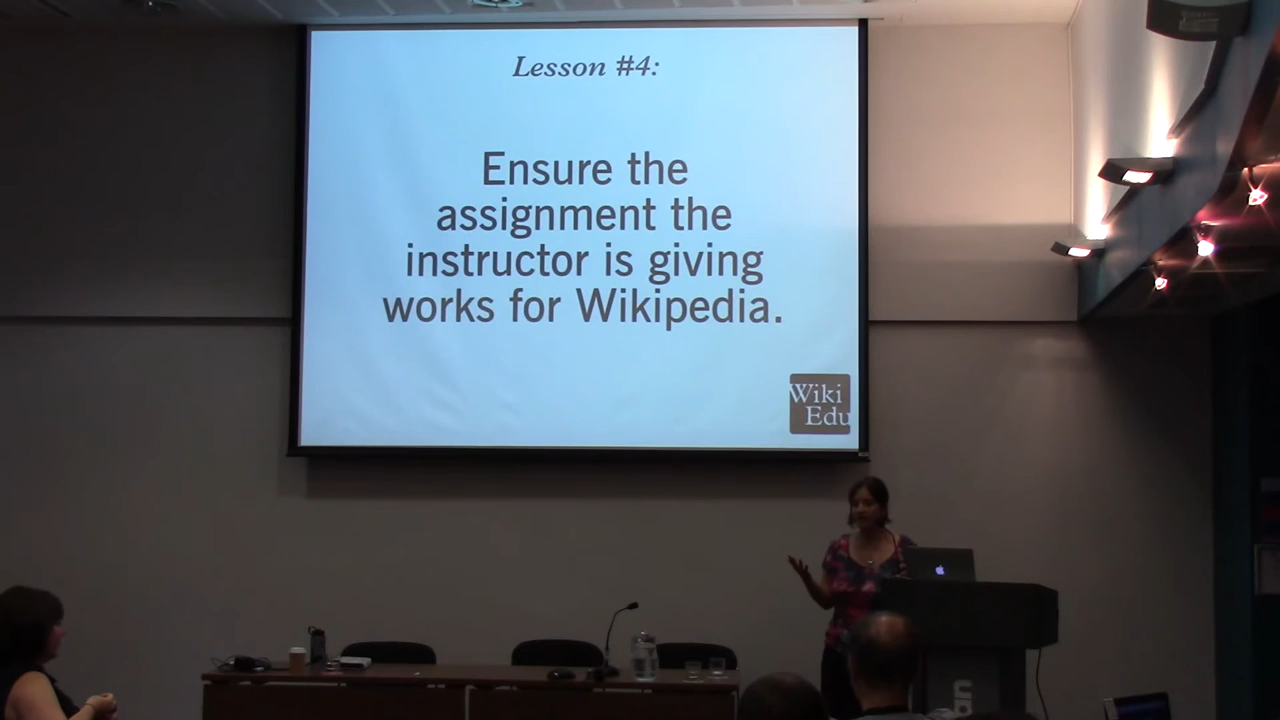 Lesson #4:
Ensure the
assignment the
instructor is giving
works for Wikipedia.
Wiki
Edu